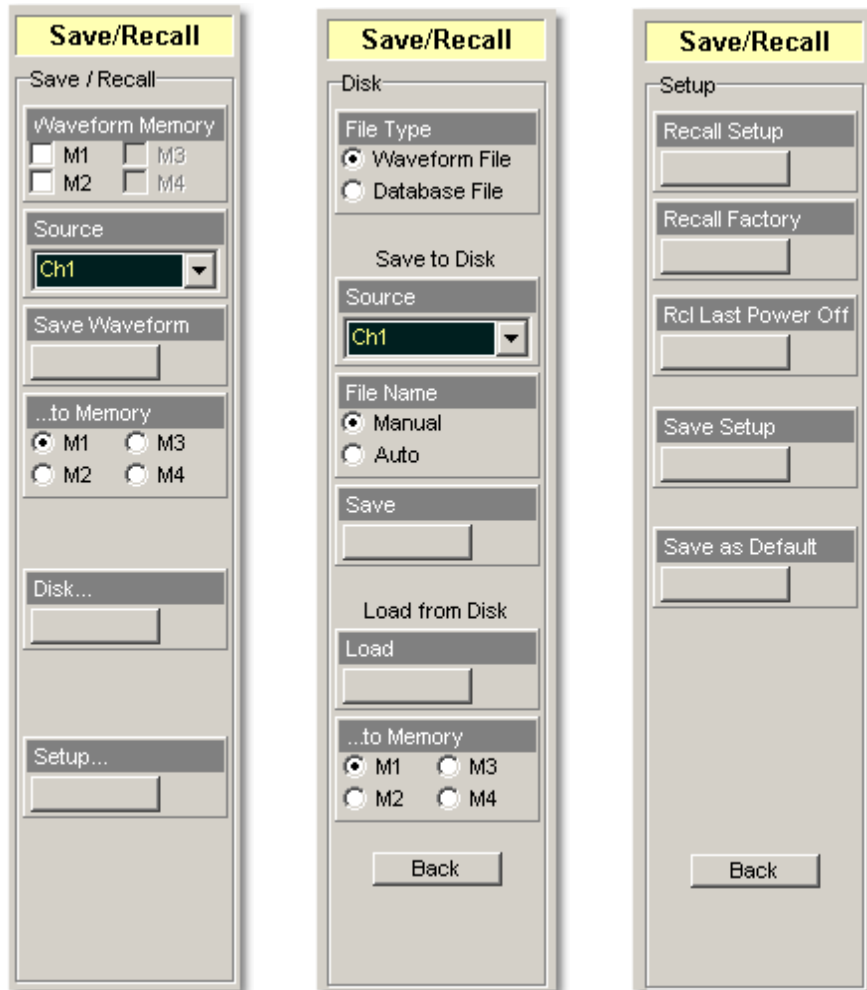 Save/Recall
Save / Recall
Waveform Memory
M1 M3
M2 M4
Source
Ch1
Save Waveform
...to Memory
M1 M3
M2 M4
Disk...
Setup...
Save/Recall
Disk
File Type
Waveform File
Database File
Save to Disk
Source
Ch1
File Name
Manual
Auto
Save
Load from Disk
Load
...to Memory
M1 M3
M2 M4
Back
Save/Recall
Setup
Recall Setup
Recall Factory
Rcl Last Power Off
Save Setup
Save as Default
Back